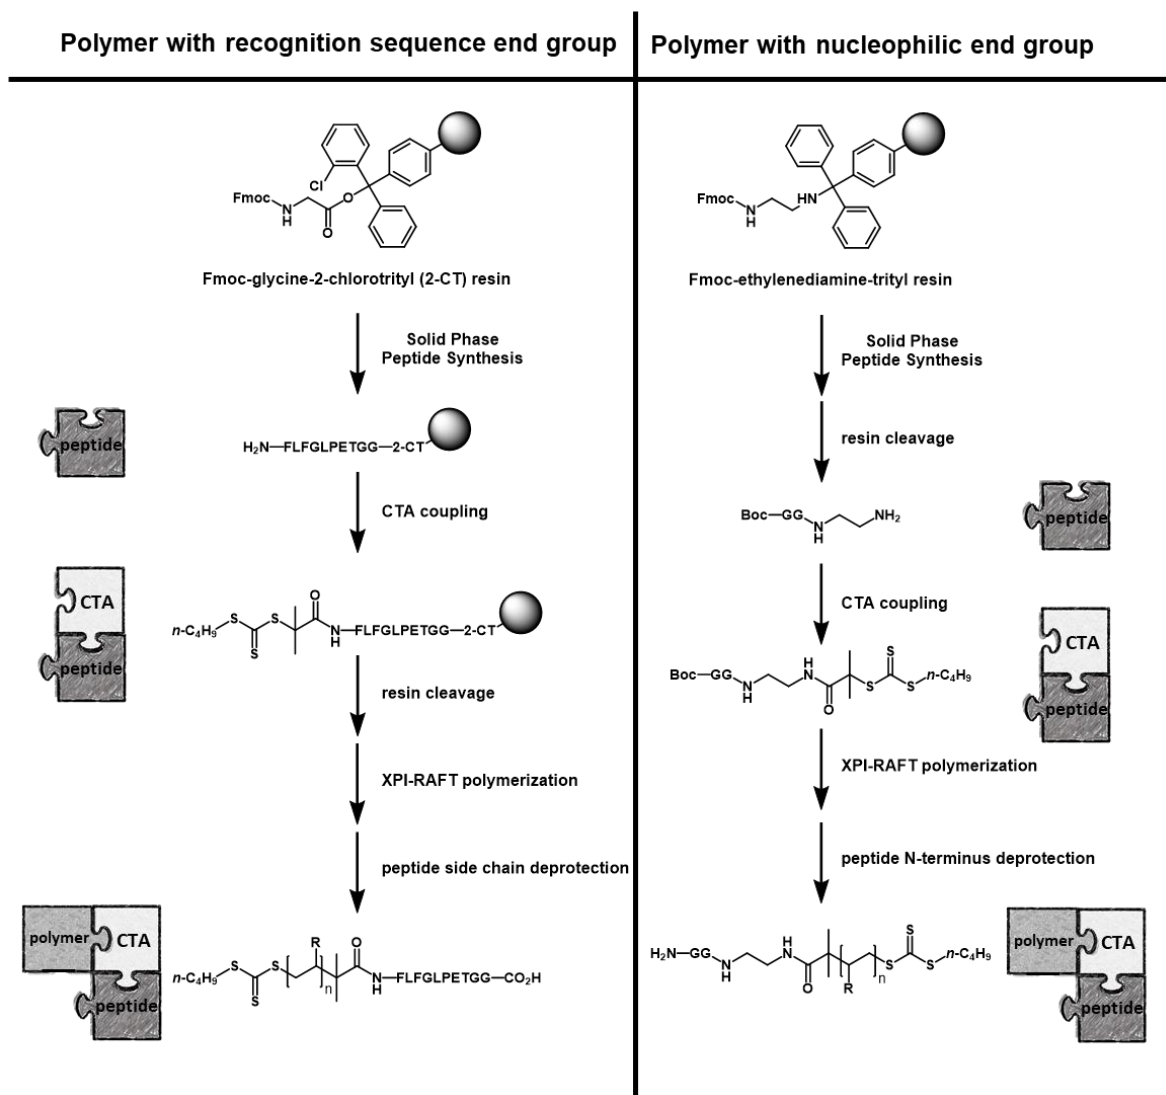 Polymer with recognition sequence end group
Fmoc
N
H
O
O
Cl
Fmoc-glycine-2-chlorotrityl (2-CT) resin
Solid Phase
Peptide Synthesis
peptide
H₂N—FLFGLPETGG—2-CT
CTA coupling
CTA
peptide
n-C₄H₉
S
S
S
O
N
H
FLFGLPETGG—2-CT
resin cleavage
XPI-RAFT polymerization
peptide side chain deprotection
polymer
CTA
peptide
n-C₄H₉
S
S
S
R
n
O
N
H
FLFGLPETGG—CO₂H
Polymer with nucleophilic end group
Fmoc
N
H
HN
Fmoc-ethylenediamine-trityl resin
Solid Phase
Peptide Synthesis
resin cleavage
Boc—GG
N
H
NH₂
peptide
CTA coupling
CTA
peptide
Boc—GG
N
H
H
N
O
S
S
S
n-C₄H₉
XPI-RAFT polymerization
peptide N-terminus deprotection
H₂N—GG
N
H
H
N
O
R
n
S
S
S
n-C₄H₉
polymer
CTA
peptide